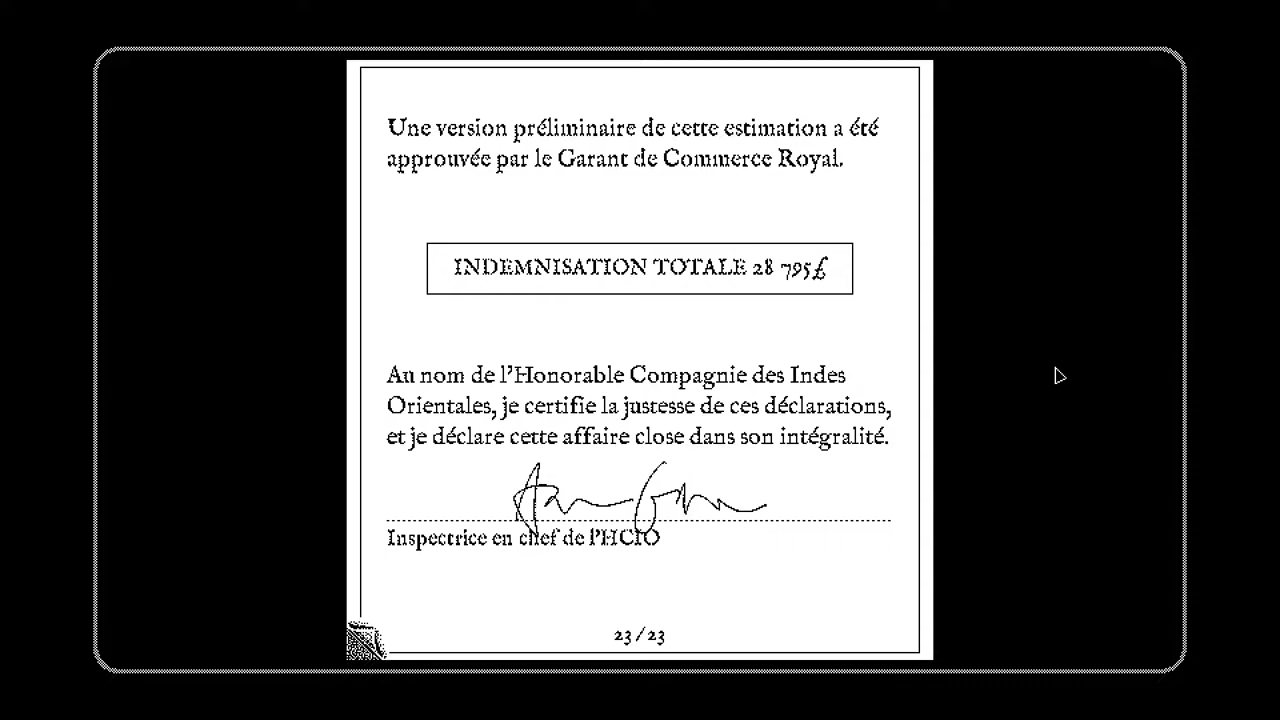 Une version préliminaire de cette estimation a été
approuvée par le Garant de Commerce Royal.
INDEMNISATION TOTALE 28 795£
Au nom de l'Honorable Compagnie des Indes
Orientales, je certifie la justesse de ces déclarations,
et je déclare cette affaire close dans son intégralité.
Inspectrice en chef de l'HCIO
23/23